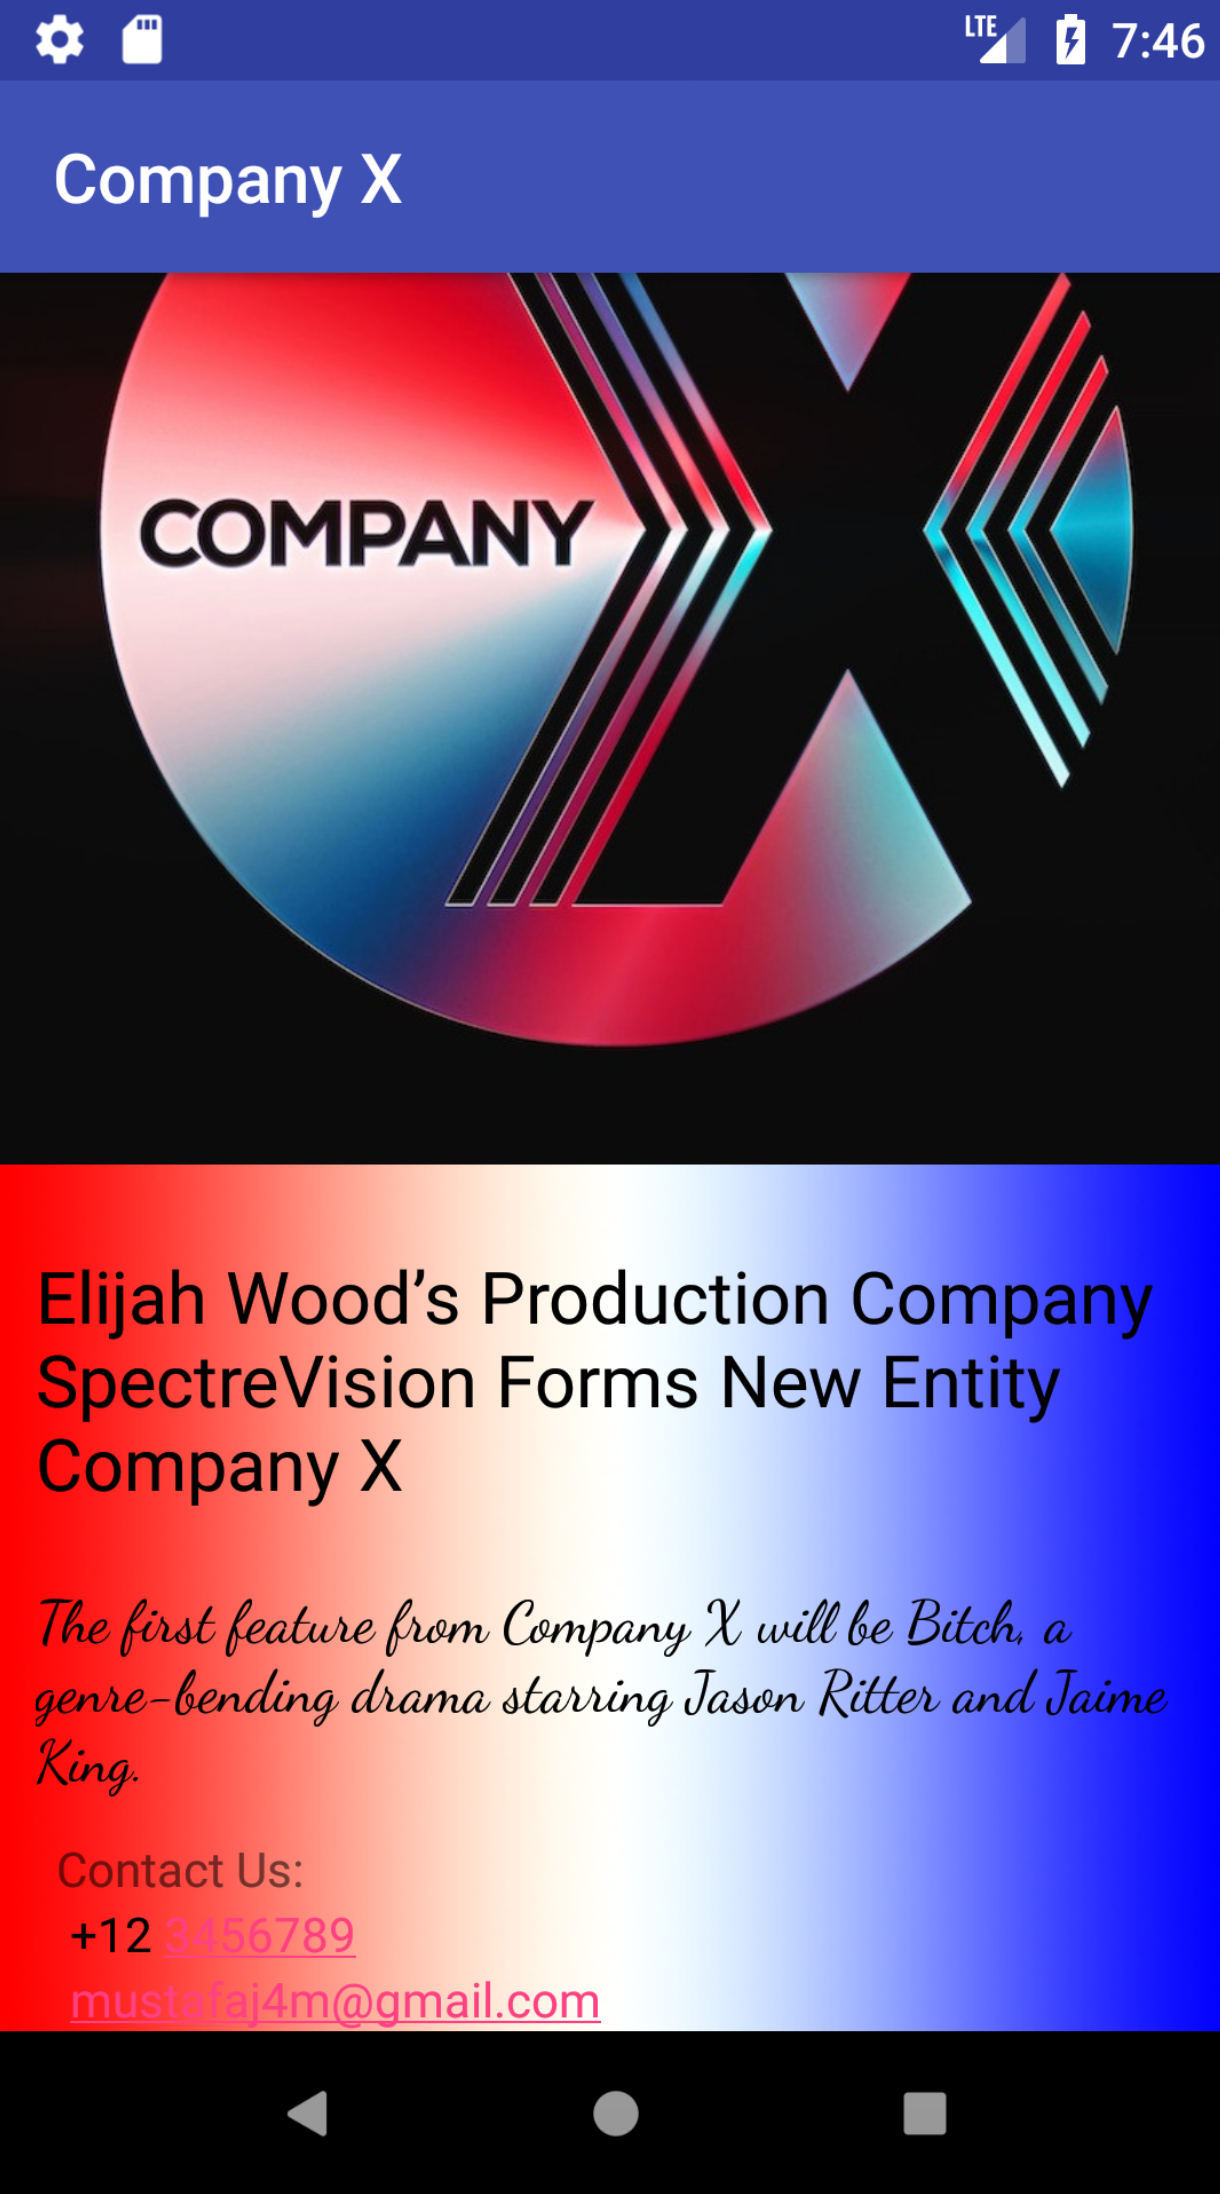 LTE 7:46
Company X
COMPANY
Elijah Wood’s Production Company
SpectreVision Forms New Entity
Company X
The first feature from Company X will be Bitch, a
genre-bending drama starring Jason Ritter and Jaime
King.
Contact Us:
+12 3456789
mustafaj4m@gmail.com